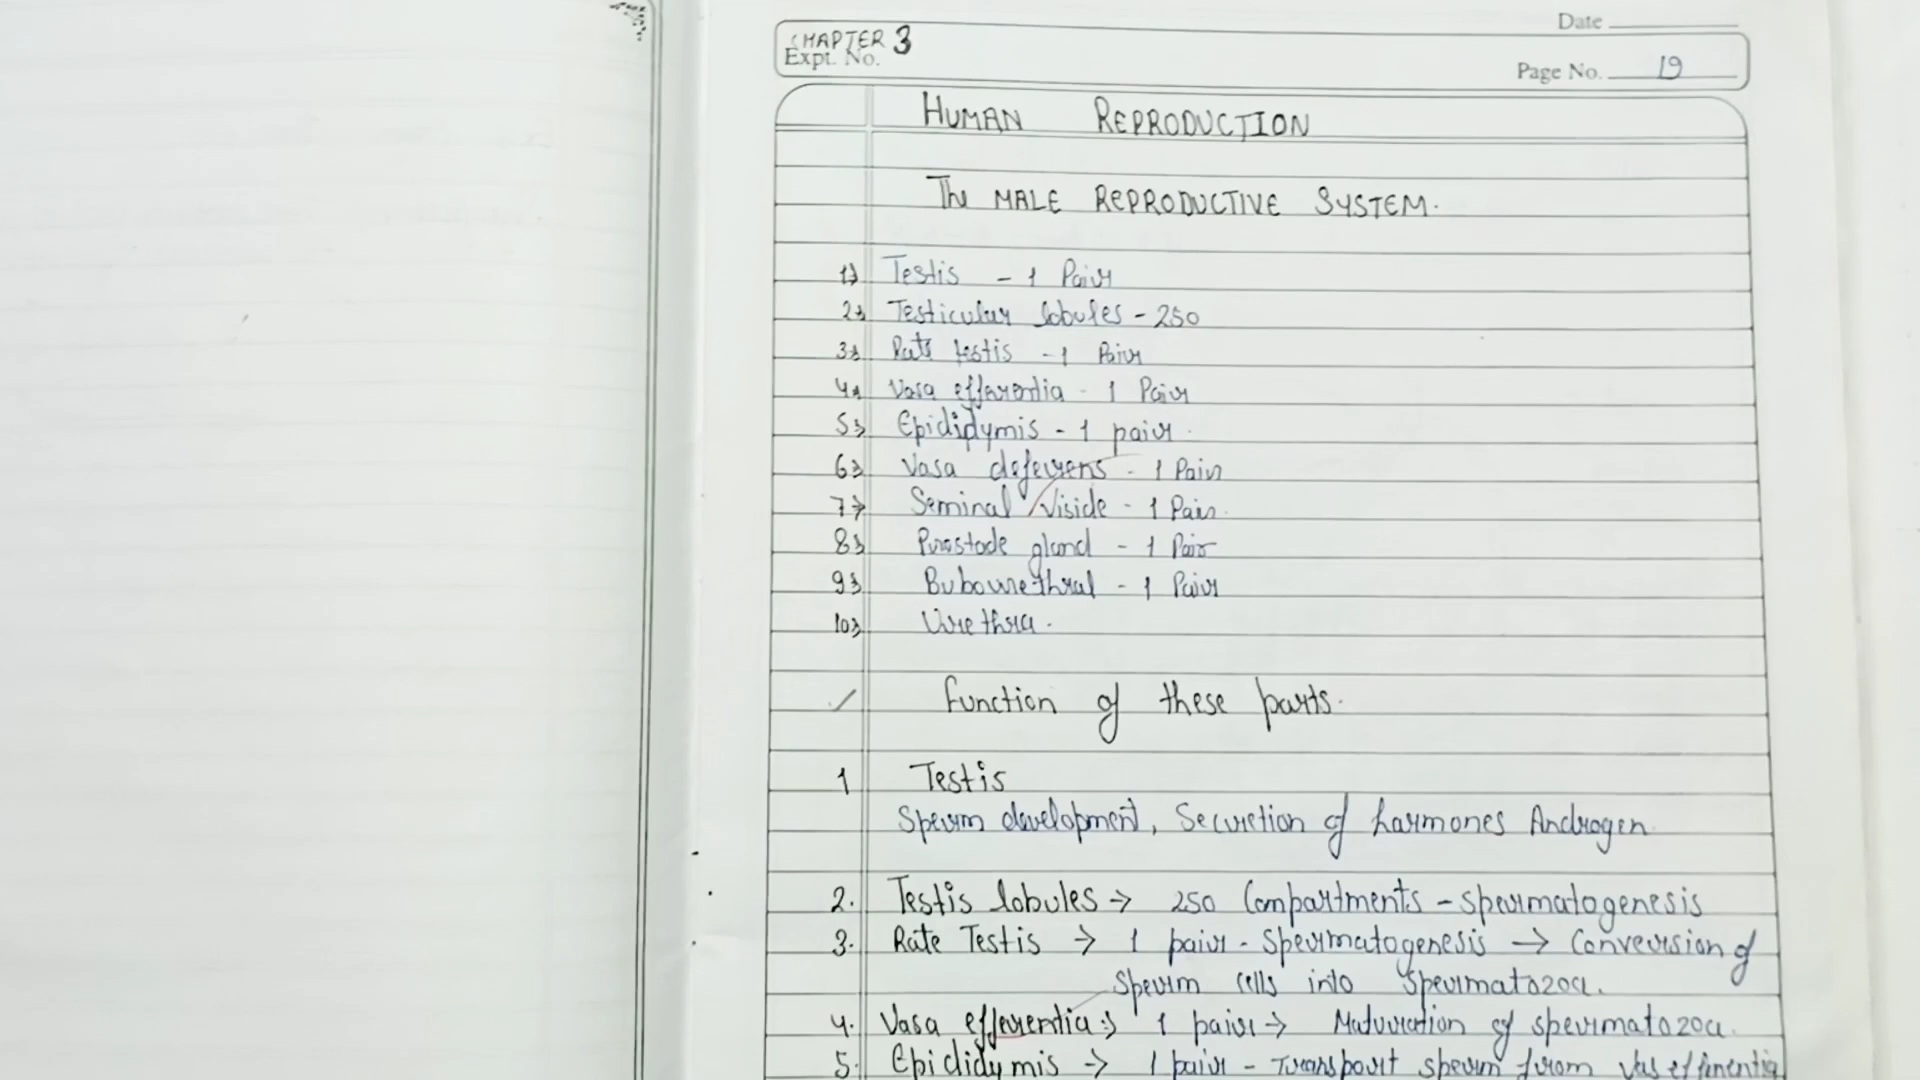 Date
CHAPTER 3
Expt. No.
Page No. 19
HUMAN REPRODUCTION
The MALE REPRODUCTIVE SYSTEM.
1) Testis - 1 Pair
2) Testicular lobules - 250
3) Rate testis - 1 Pair
4) Vasa efferentia - 1 Pair
5) Epididymis - 1 pair.
6) Vasa deferens - 1 Pair
7) Seminal Viside - 1 Pair.
8) Prostade gland - 1 Pair
9) Bubourethral - 1 Pair
10) Urethra.
Function of these parts.
1 Testis
Sperm development, Secretion of harmones Androgen
2. Testis lobules → 250 Compartments - spermatogenesis
3. Rate Testis → 1 pair - Spermatogenesis → Conversion of
Sperm cells into Spermatozoa.
4. Vasa efferentia → 1 pair → Maturation of spermatozoa.
5. Epididymis → 1 pair - Transport sperm from